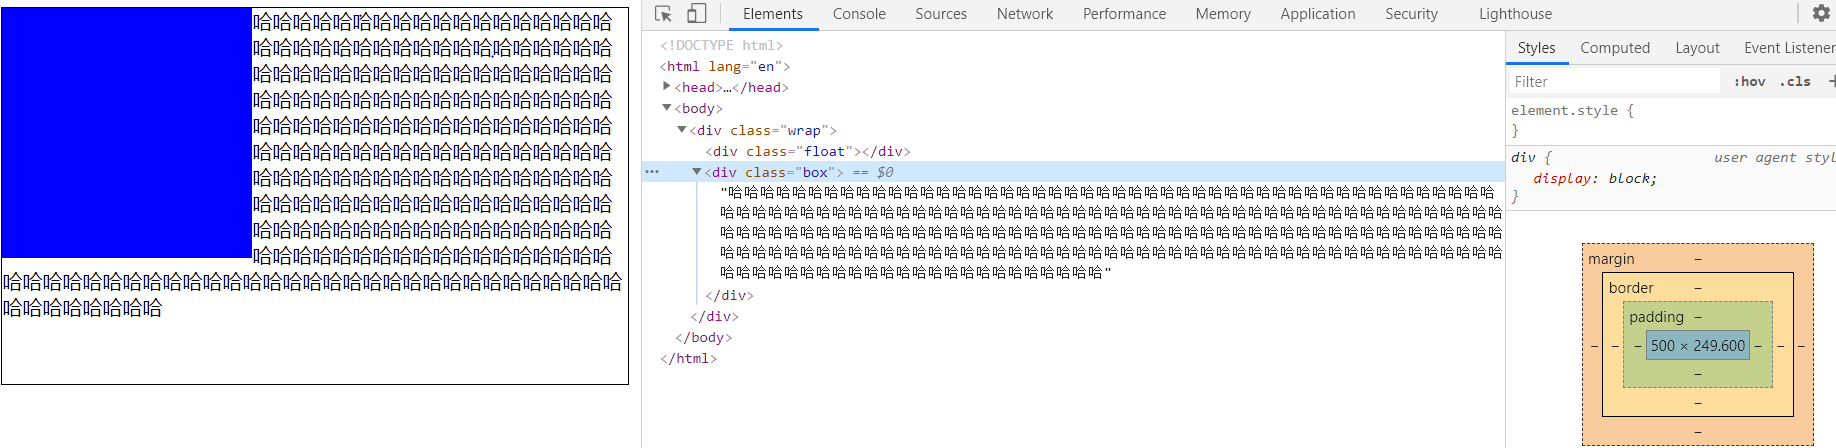 哈哈哈哈哈哈哈哈哈哈哈哈哈哈哈哈哈哈
哈哈哈哈哈哈哈哈哈哈哈哈哈哈哈哈哈哈
哈哈哈哈哈哈哈哈哈哈哈哈哈哈哈哈哈哈
哈哈哈哈哈哈哈哈哈哈哈哈哈哈哈哈哈哈
哈哈哈哈哈哈哈哈哈哈哈哈哈哈哈哈哈哈
哈哈哈哈哈哈哈哈哈哈哈哈哈哈哈哈哈哈
哈哈哈哈哈哈哈哈哈哈哈哈哈哈哈哈哈哈
哈哈哈哈哈哈哈哈哈哈哈哈哈哈哈哈哈哈
哈哈哈哈哈哈哈哈哈哈哈哈哈哈哈哈哈哈
哈哈哈哈哈哈哈哈哈哈哈哈哈哈哈哈哈哈
哈哈哈哈哈哈哈哈哈哈哈哈哈哈哈哈哈哈哈哈哈哈哈哈哈哈哈哈哈哈哈
哈哈哈哈哈哈哈哈
Elements Console Sources Network Performance Memory Application Security Lighthouse
<!DOCTYPE html>
<html lang="en">
<head>…</head>
<body>
<div class="wrap">
<div class="float"></div>
<div class="box"> == $0
"哈哈哈哈哈哈哈哈哈哈哈哈哈哈哈哈哈哈哈哈哈哈哈哈哈哈哈哈哈哈哈哈哈哈哈哈哈哈哈哈哈哈哈哈哈哈哈哈
哈哈哈哈哈哈哈哈哈哈哈哈哈哈哈哈哈哈哈哈哈哈哈哈哈哈哈哈哈哈哈哈哈哈哈哈哈哈哈哈哈哈哈哈哈哈哈哈哈
哈哈哈哈哈哈哈哈哈哈哈哈哈哈哈哈哈哈哈哈哈哈哈哈哈哈哈哈哈哈哈哈哈哈哈哈哈哈哈哈哈哈哈哈哈哈哈哈哈
哈哈哈哈哈哈哈哈哈哈哈哈哈哈哈哈哈哈哈哈哈哈哈哈哈哈哈哈哈哈哈哈哈哈哈哈哈哈哈哈哈哈哈哈哈哈哈哈哈
哈哈哈哈哈哈哈哈哈哈哈哈哈哈哈哈哈哈哈哈哈哈哈哈"
</div>
</div>
</body>
</html>
Styles Computed Layout Event Listener
Filter :hov .cls +
element.style {
}
div { user agent styl
display: block;
}
margin –
border –
padding –
– – – 500 × 249.600 – – –
–
–
–